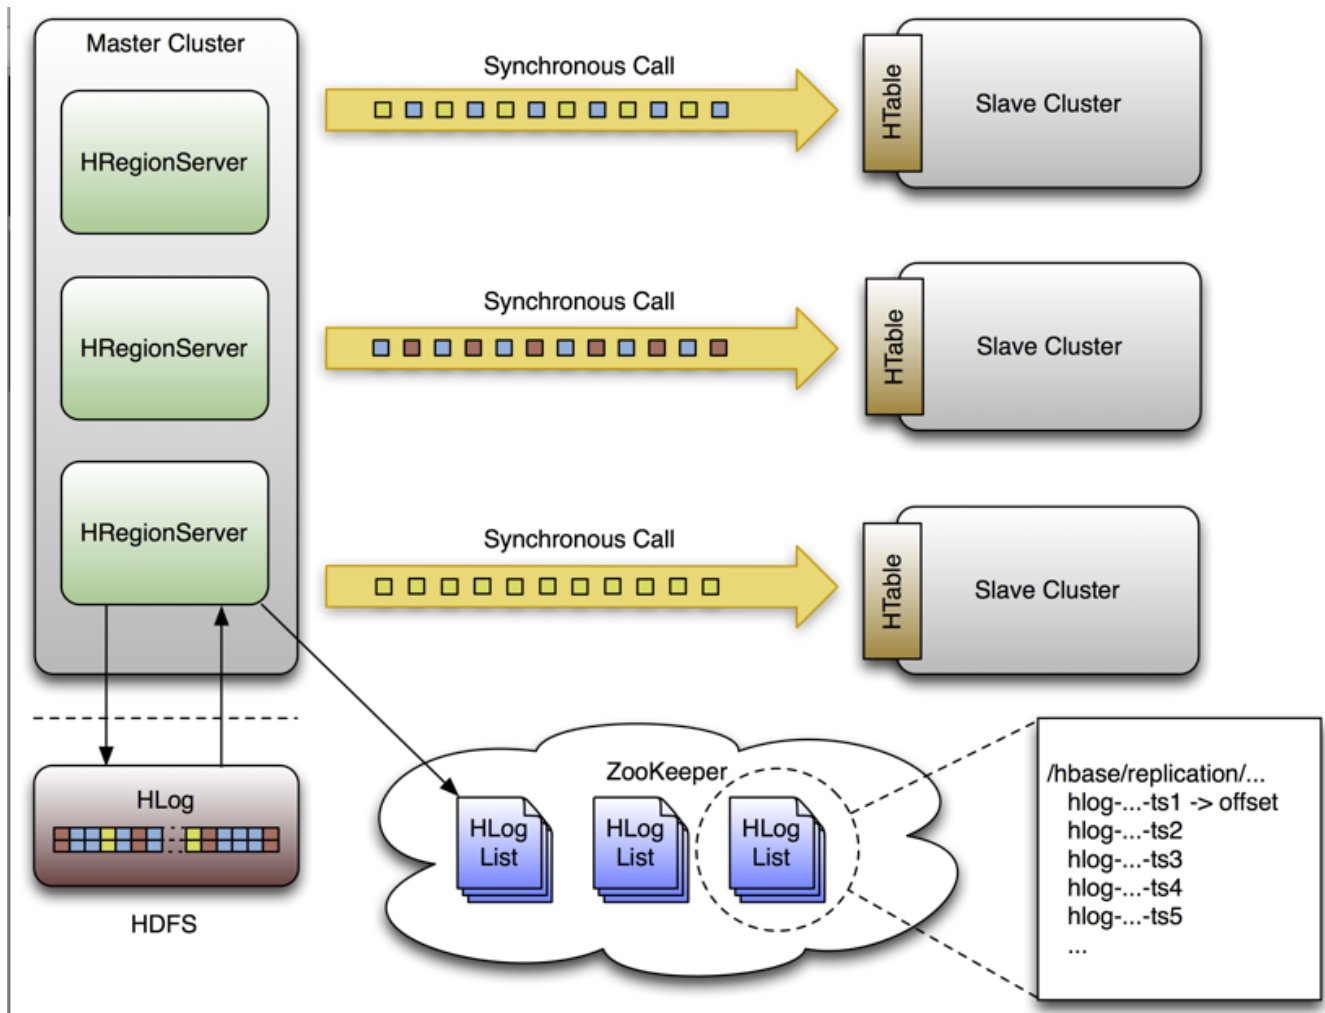 Master Cluster
HRegionServer
HRegionServer
HRegionServer
Synchronous Call
HTable
Slave Cluster
Synchronous Call
HTable
Slave Cluster
Synchronous Call
HTable
Slave Cluster
HLog
HDFS
ZooKeeper
HLog
List
HLog
List
HLog
List
/hbase/replication/...
hlog-...-ts1 -> offset
hlog-...-ts2
hlog-...-ts3
hlog-...-ts4
hlog-...-ts5
...